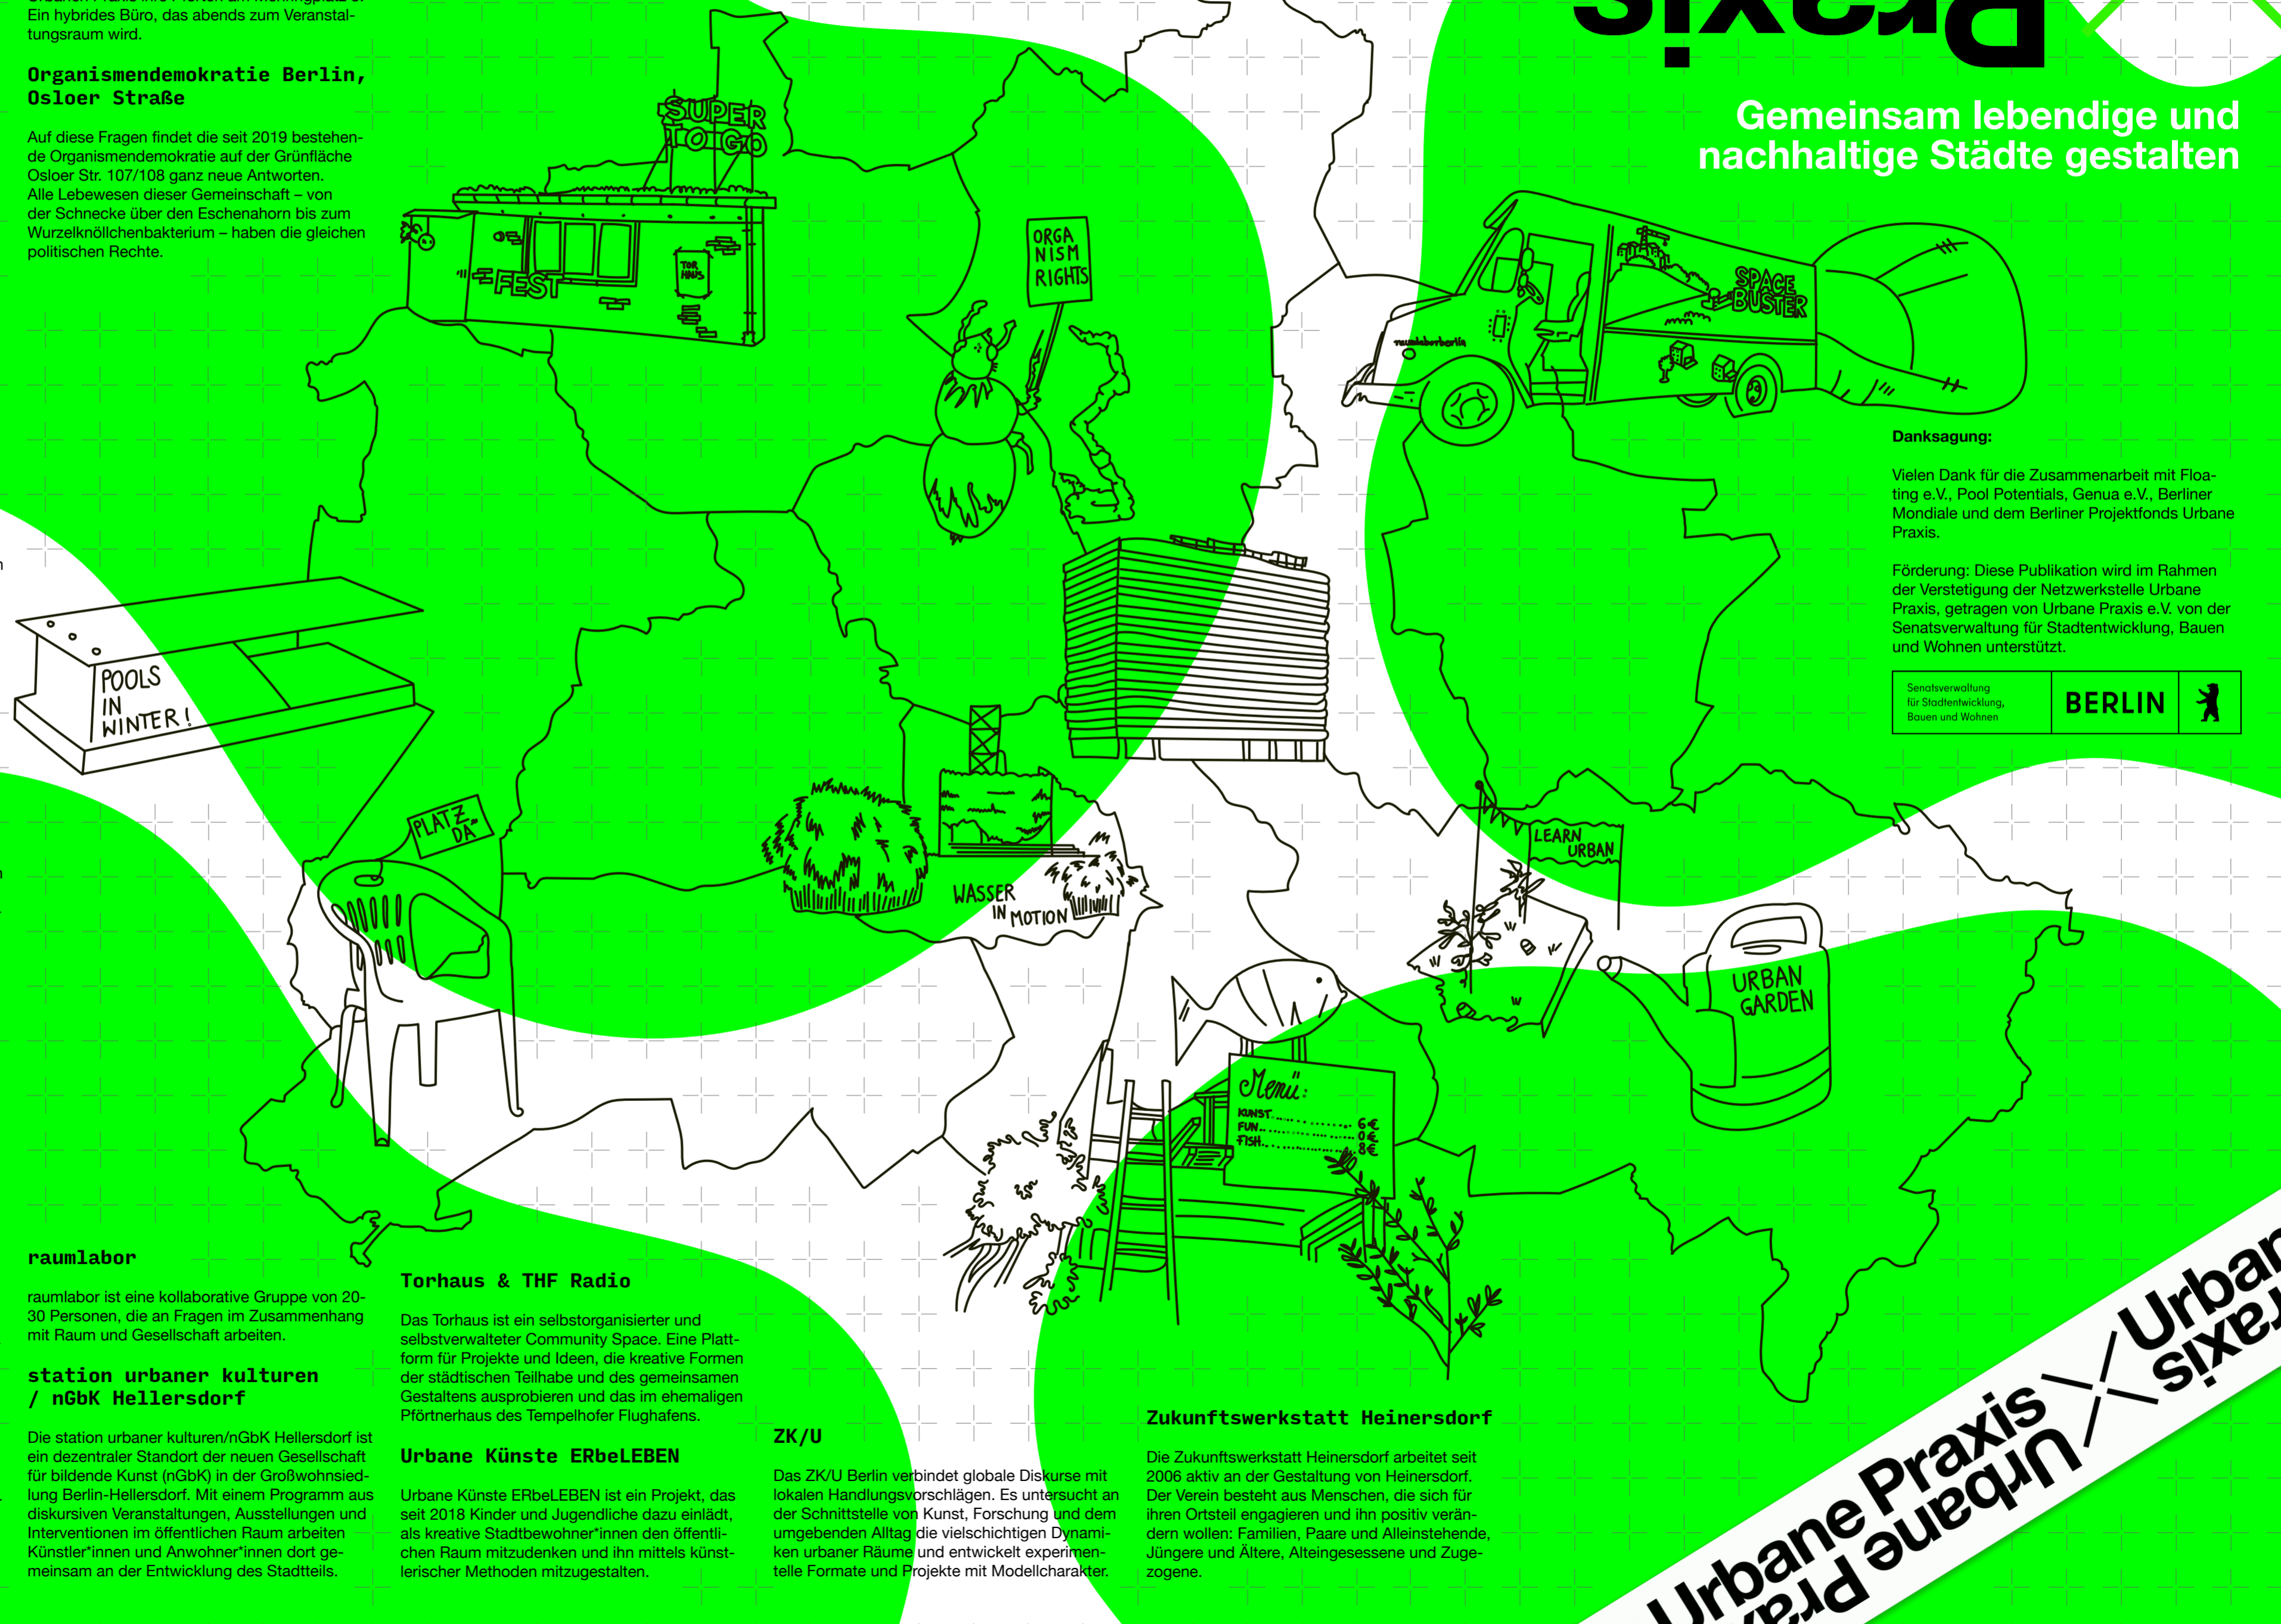 Ein hybrides Büro, das abends zum Veranstal-
tungsraum wird.
Organismendemokratie Berlin,
Osloer Straße
Auf diese Fragen findet die seit 2019 bestehen-
de Organismendemokratie auf der Grünfläche
Osloer Str. 107/108 ganz neue Antworten.
Alle Lebewesen dieser Gemeinschaft – von
der Schnecke über den Eschenahorn bis zum
Wurzelknöllchenbakterium – haben die gleichen
politischen Rechte.
SUPER
TO GO
FEST
TOR
HAUS
ORGA
NISM
RIGHTS
Praxis
Gemeinsam lebendige und
nachhaltige Städte gestalten
SPACE
BUSTER
raumlaborberlin
Danksagung:
Vielen Dank für die Zusammenarbeit mit Floa-
ting e.V., Pool Potentials, Genua e.V., Berliner
Mondiale und dem Berliner Projektfonds Urbane
Praxis.
Förderung: Diese Publikation wird im Rahmen
der Verstetigung der Netzwerkstelle Urbane
Praxis, getragen von Urbane Praxis e.V. von der
Senatsverwaltung für Stadtentwicklung, Bauen
und Wohnen unterstützt.
Senatsverwaltung
für Stadtentwicklung,
Bauen und Wohnen
BERLIN
POOLS
IN
WINTER!
PLATZ
DA
WASSER
IN MOTION
LEARN
URBAN
URBAN
GARDEN
Menü:
KUNST 6€
FUN 0€
FISH 8€
raumlabor
raumlabor ist eine kollaborative Gruppe von 20-
30 Personen, die an Fragen im Zusammenhang
mit Raum und Gesellschaft arbeiten.
station urbaner kulturen
/ nGbK Hellersdorf
Die station urbaner kulturen/nGbK Hellersdorf ist
ein dezentraler Standort der neuen Gesellschaft
für bildende Kunst (nGbK) in der Großwohnsied-
lung Berlin-Hellersdorf. Mit einem Programm aus
diskursiven Veranstaltungen, Ausstellungen und
Interventionen im öffentlichen Raum arbeiten
Künstler*innen und Anwohner*innen dort ge-
meinsam an der Entwicklung des Stadtteils.
Torhaus & THF Radio
Das Torhaus ist ein selbstorganisierter und
selbstverwalteter Community Space. Eine Platt-
form für Projekte und Ideen, die kreative Formen
der städtischen Teilhabe und des gemeinsamen
Gestaltens ausprobieren und das im ehemaligen
Pförtnerhaus des Tempelhofer Flughafens.
Urbane Künste ERbeLEBEN
Urbane Künste ERbeLEBEN ist ein Projekt, das
seit 2018 Kinder und Jugendliche dazu einlädt,
als kreative Stadtbewohner*innen den öffentli-
chen Raum mitzudenken und ihn mittels künst-
lerischer Methoden mitzugestalten.
ZK/U
Das ZK/U Berlin verbindet globale Diskurse mit
lokalen Handlungsvorschlägen. Es untersucht an
der Schnittstelle von Kunst, Forschung und dem
umgebenden Alltag die vielschichtigen Dynami-
ken urbaner Räume und entwickelt experimen-
telle Formate und Projekte mit Modellcharakter.
Zukunftswerkstatt Heinersdorf
Die Zukunftswerkstatt Heinersdorf arbeitet seit
2006 aktiv an der Gestaltung von Heinersdorf.
Der Verein besteht aus Menschen, die sich für
ihren Ortsteil engagieren und ihn positiv verän-
dern wollen: Familien, Paare und Alleinstehende,
Jüngere und Ältere, Alteingesessene und Zuge-
zogene.
Urbane Praxis
Urbane Praxis
Urbane
Praxis